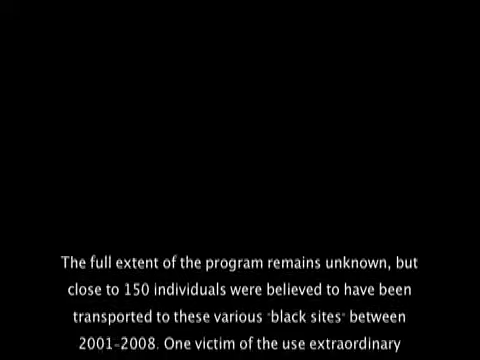 The full extent of the program remains unknown, but
close to 150 individuals were believed to have been
transported to these various "black sites" between
2001-2008. One victim of the use extraordinary